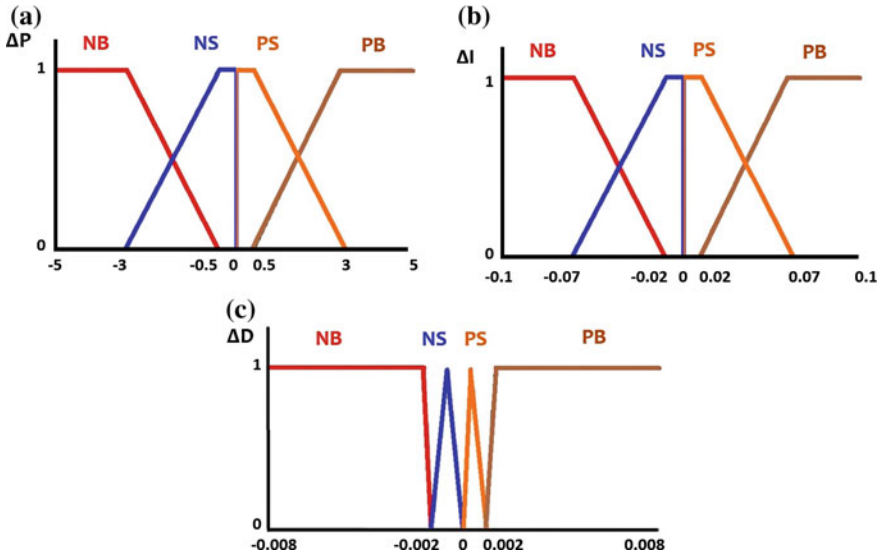 (a)
ΔP NB NS PS PB
1
0
-5 -3 -0.5 0 0.5 3 5
(b)
ΔI NB NS PS PB
1
0
-0.1 -0.07 -0.02 0 0.02 0.07 0.1
(c)
ΔD NB NS PS PB
1
0
-0.008 -0.002 0 0.002 0.008